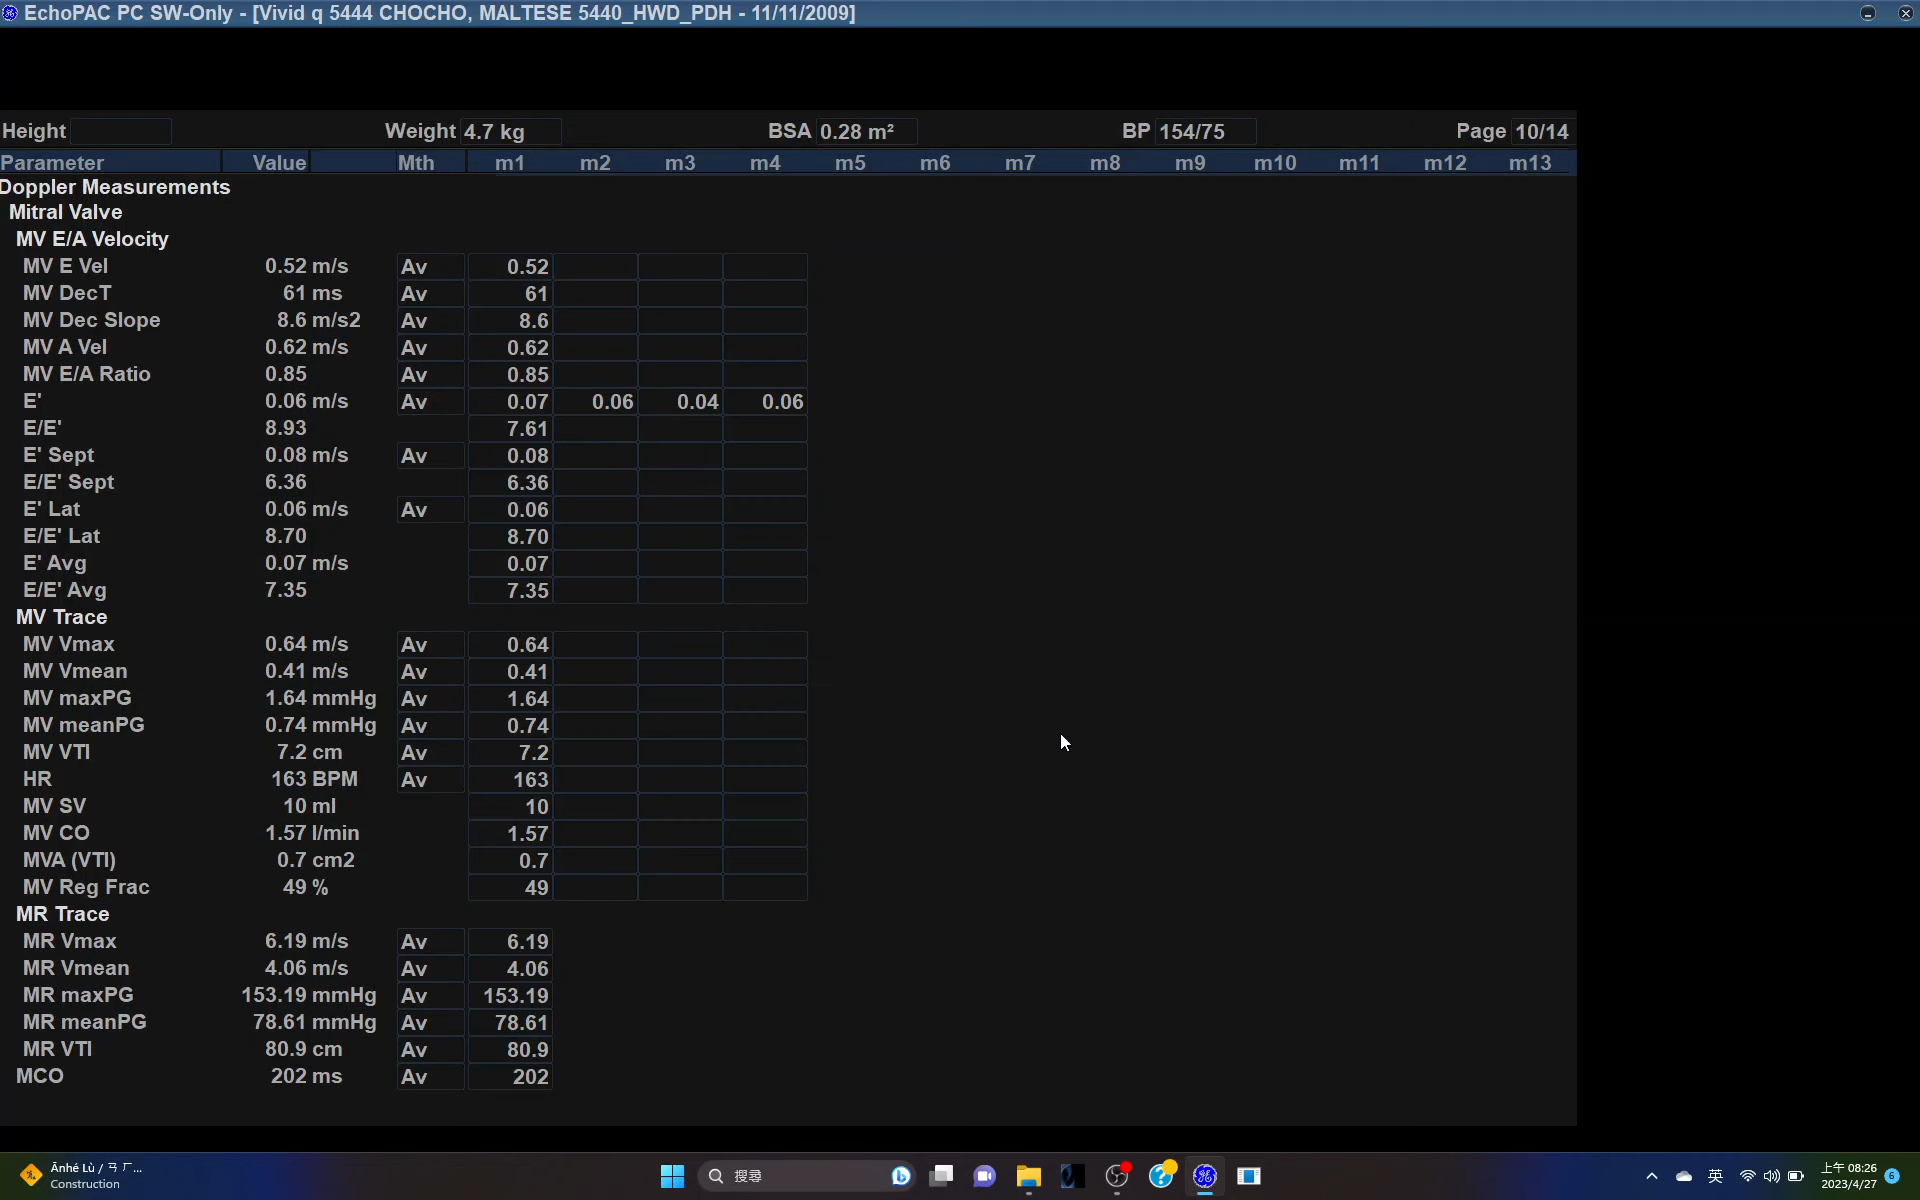 EchoPAC PC SW-Only - [Vivid q 5444 CHOCHO, MALTESE 5440_HWD_PDH - 11/11/2009]
Height Weight 4.7 kg BSA 0.28 m² BP 154/75 Page 10/14
Parameter Value Mth m1 m2 m3 m4 m5 m6 m7 m8 m9 m10 m11 m12 m13
Doppler Measurements
Mitral Valve
MV E/A Velocity
MV E Vel 0.52 m/s Av 0.52
MV DecT 61 ms Av 61
MV Dec Slope 8.6 m/s2 Av 8.6
MV A Vel 0.62 m/s Av 0.62
MV E/A Ratio 0.85 Av 0.85
E' 0.06 m/s Av 0.07 0.06 0.04 0.06
E/E' 8.93 7.61
E' Sept 0.08 m/s Av 0.08
E/E' Sept 6.36 6.36
E' Lat 0.06 m/s Av 0.06
E/E' Lat 8.70 8.70
E' Avg 0.07 m/s 0.07
E/E' Avg 7.35 7.35
MV Trace
MV Vmax 0.64 m/s Av 0.64
MV Vmean 0.41 m/s Av 0.41
MV maxPG 1.64 mmHg Av 1.64
MV meanPG 0.74 mmHg Av 0.74
MV VTI 7.2 cm Av 7.2
HR 163 BPM Av 163
MV SV 10 ml 10
MV CO 1.57 l/min 1.57
MVA (VTI) 0.7 cm2 0.7
MV Reg Frac 49 % 49
MR Trace
MR Vmax 6.19 m/s Av 6.19
MR Vmean 4.06 m/s Av 4.06
MR maxPG 153.19 mmHg Av 153.19
MR meanPG 78.61 mmHg Av 78.61
MR VTI 80.9 cm Av 80.9
MCO 202 ms Av 202
Ānhé Lù / ㄢ ㄏ...
Construction
搜尋
英
上午 08:26
2023/4/27
6